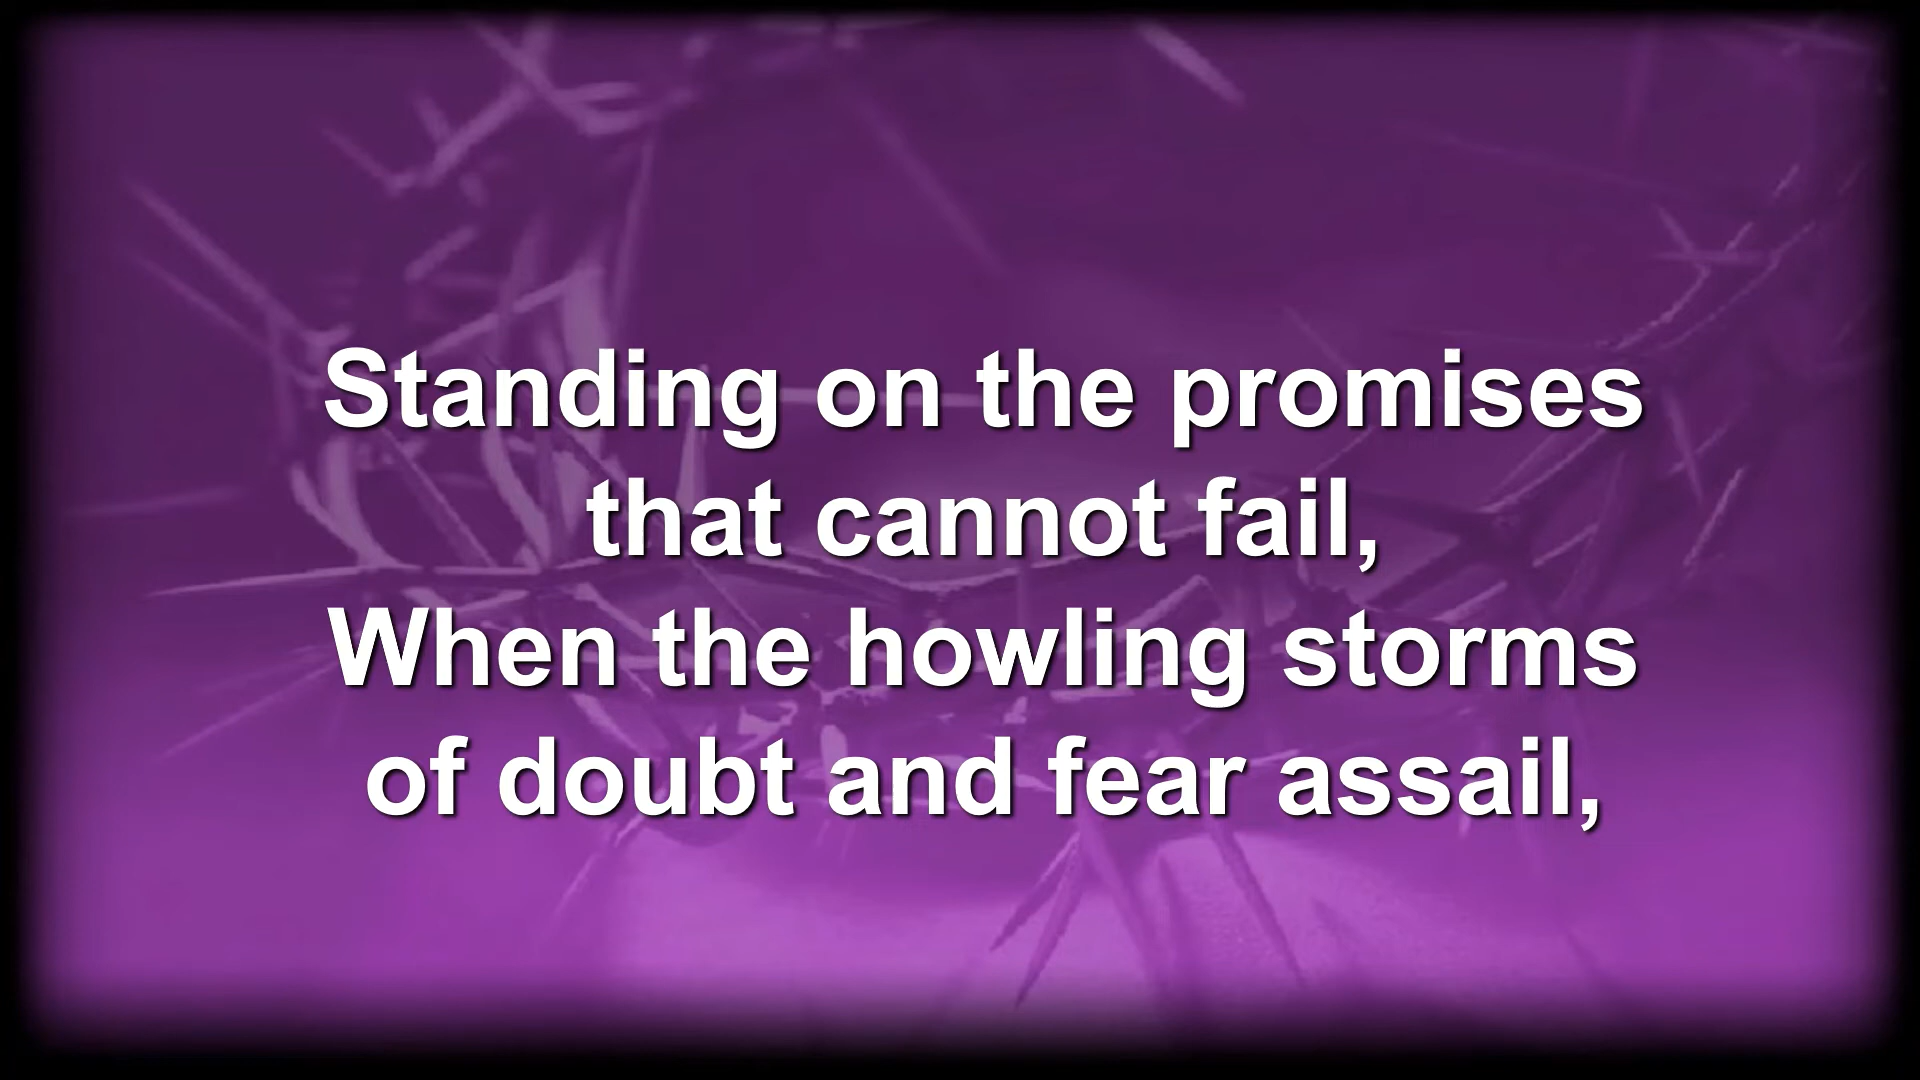 Standing on the promises
that cannot fail,
When the howling storms
of doubt and fear assail,